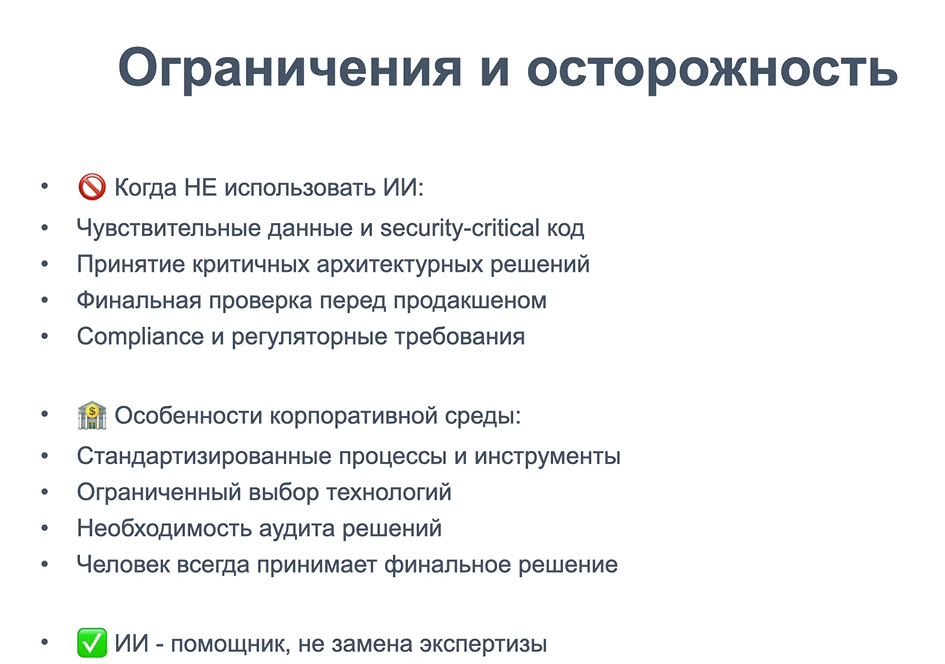 Ограничения и осторожность
• 🚫 Когда НЕ использовать ИИ:
• Чувствительные данные и security-critical код
• Принятие критичных архитектурных решений
• Финальная проверка перед продакшеном
• Compliance и регуляторные требования
• 🏦 Особенности корпоративной среды:
• Стандартизированные процессы и инструменты
• Ограниченный выбор технологий
• Необходимость аудита решений
• Человек всегда принимает финальное решение
• ✅ ИИ - помощник, не замена экспертизы